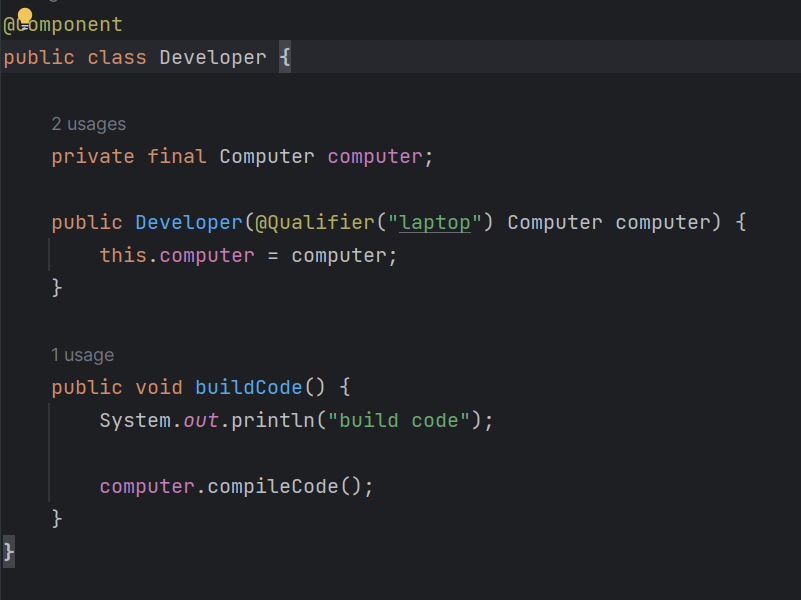 @Component
public class Developer {
2 usages
private final Computer computer;
public Developer(@Qualifier("laptop") Computer computer) {
this.computer = computer;
}
1 usage
public void buildCode() {
System.out.println("build code");
computer.compileCode();
}
}